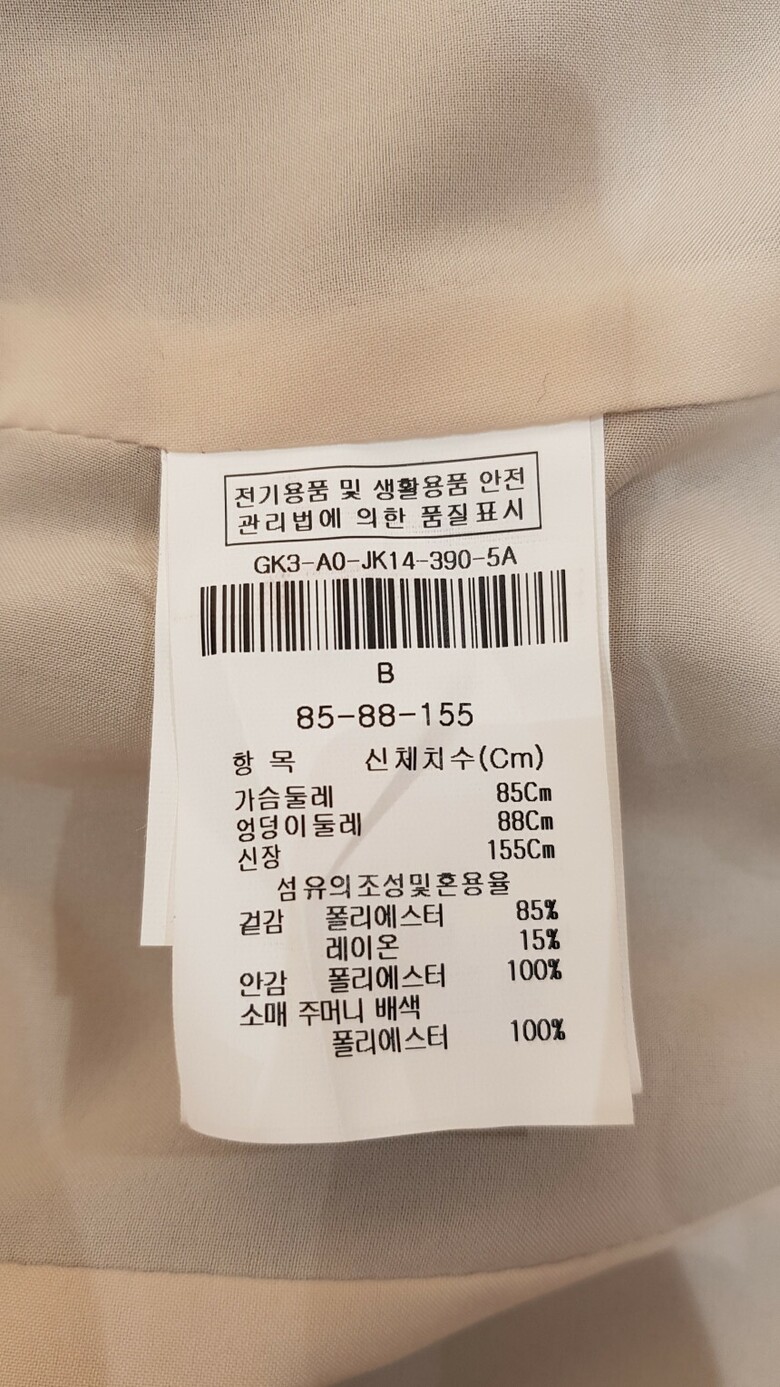 전기용품 및 생활용품 안전
관리법에 의한 품질표시
GK3-A0-JK14-390-5A
B
85-88-155
항 목 신체치수(Cm)
가슴둘레 85Cm
엉덩이둘레 88Cm
신장 155Cm
섬유의조성및혼용율
겉감 폴리에스터 85%
레이온 15%
안감 폴리에스터 100%
소매 주머니 배색
폴리에스터 100%